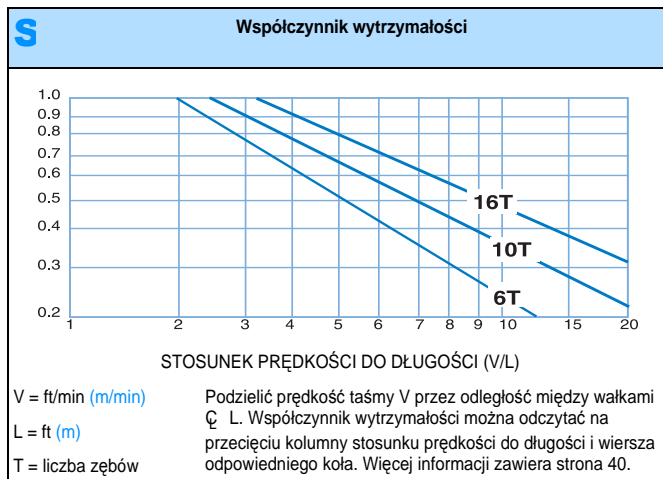 S
Współczynnik wytrzymałości
1.0
0.9
0.8
0.7
0.6
0.5
0.4
0.3
0.2
16T
10T
6T
1 2 3 4 5 6 7 8 9 10 15 20
STOSUNEK PRĘDKOŚCI DO DŁUGOŚCI (V/L)
V = ft/min (m/min)
L = ft (m)
T = liczba zębów
Podzielić prędkość taśmy V przez odległość między wałkami
℄ L. Współczynnik wytrzymałości można odczytać na
przecięciu kolumny stosunku prędkości do długości i wiersza
odpowiedniego koła. Więcej informacji zawiera strona 40.